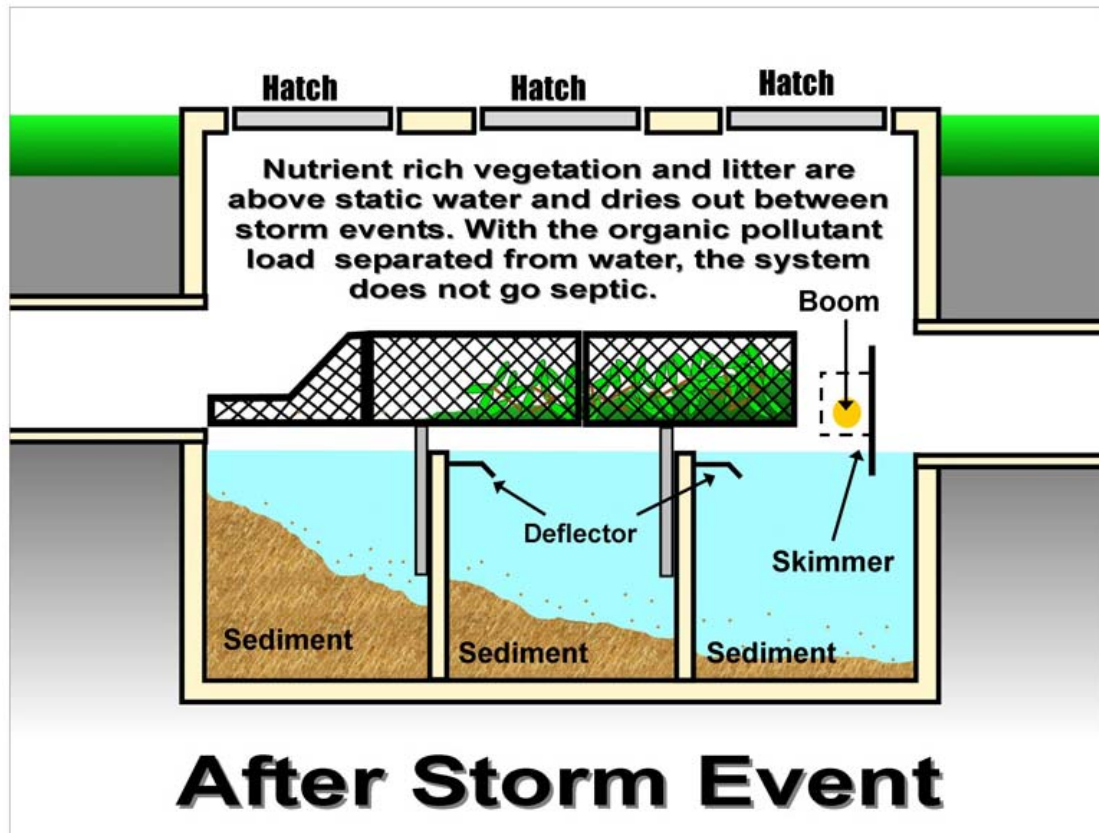 Hatch
Hatch
Hatch
Nutrient rich vegetation and litter are
above static water and dries out between
storm events. With the organic pollutant
load separated from water, the system
does not go septic.
Boom
Deflector
Skimmer
Sediment
Sediment
Sediment
After Storm Event